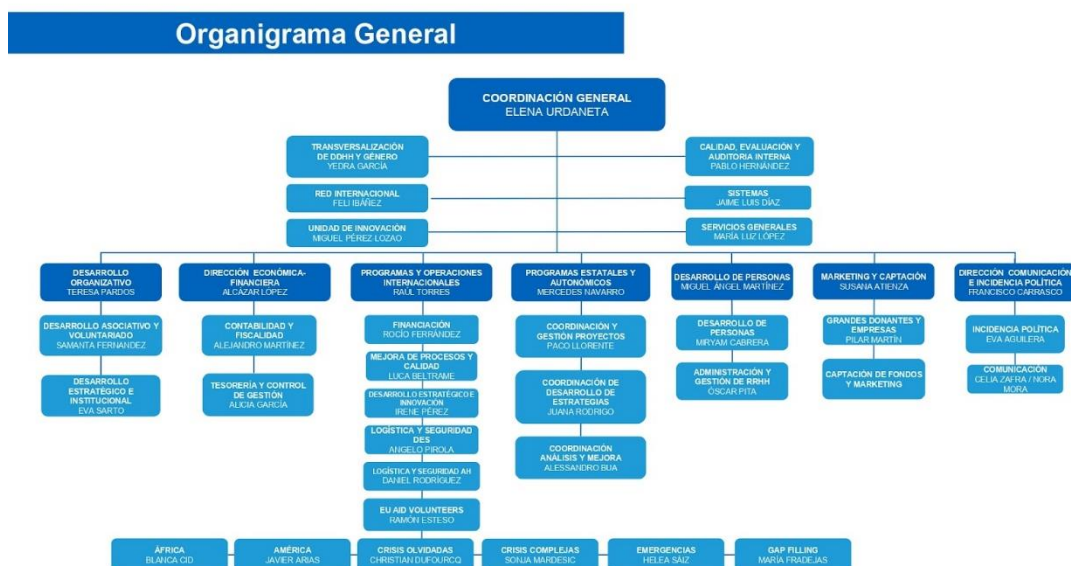 Organigrama General
COORDINACIÓN GENERAL
ELENA URDANETA
TRANSVERSALIZACIÓN
DE DDHH Y GÉNERO
YEDRA GARCÍA
CALIDAD, EVALUACIÓN Y
AUDITORIA INTERNA
PABLO HERNÁNDEZ
RED INTERNACIONAL
FELI IBÁÑEZ
SISTEMAS
JAIME LUIS DÍAZ
UNIDAD DE INNOVACIÓN
MIGUEL PÉREZ-LOZAO
SERVICIOS GENERALES
MARÍA LUZ LÓPEZ
DESARROLLO
ORGANIZATIVO
TERESA PARDOS
DIRECCIÓN ECONÓMICA-
FINANCIERA
ALCÁZAR LÓPEZ
PROGRAMAS Y OPERACIONES
INTERNACIONALES
RAÚL TORRES
PROGRAMAS ESTATALES Y
AUTONÓMICOS
MERCEDES NAVARRO
DESARROLLO DE PERSONAS
MIGUEL ÁNGEL MARTÍNEZ
MARKETING Y CAPTACIÓN
SUSANA ATIENZA
DIRECCIÓN COMUNICACIÓN
E INCIDENCIA POLÍTICA
FRANCISCO CARRASCO
DESARROLLO ASOCIATIVO Y
VOLUNTARIADO
SAMANTA FERNANDEZ
DESARROLLO
ESTRATÉGICO E
INSTITUCIONAL
EVA SARTO
CONTABILIDAD Y
FISCALIDAD
ALEJANDRO MARTÍNEZ
TESORERÍA Y CONTROL
DE GESTIÓN
ALICIA GARCÍA
FINANCIACIÓN
ROCÍO FERRÁNDEZ
MEJORA DE PROCESOS Y
CALIDAD
LUCA BELTRAME
DESARROLLO ESTRATÉGICO E
INNOVACIÓN
IRENE PÉREZ
LOGÍSTICA Y SEGURIDAD
DES
ANGELO PIROLA
LOGÍSTICA Y SEGURIDAD AH
DANIEL RODRÍGUEZ
EU AID VOLUNTEERS
RAMÓN ESTESO
COORDINACIÓN Y
GESTIÓN PROYECTOS
PACO LLORENTE
COORDINACIÓN DE
DESARROLLO DE
ESTRATEGIAS
JUANA RODRIGO
COORDINACIÓN
ANÁLISIS Y MEJORA
ALESSANDRO BUA
DESARROLLO DE
PERSONAS
MIRYAM CABRERA
ADMINISTRACIÓN Y
GESTIÓN DE RRHH
ÓSCAR PITA
GRANDES DONANTES Y
EMPRESAS
PILAR MARTÍN
CAPTACIÓN DE FONDOS
Y MARKETING
INCIDENCIA POLÍTICA
EVA AGUILERA
COMUNICACIÓN
CELIA ZAFRA / NORA
MORA
ÁFRICA
BLANCA CID
AMÉRICA
JAVIER ARIAS
CRISIS OLVIDADAS
CHRISTIAN DUFOURCQ
CRISIS COMPLEJAS
SONJA MARDESIC
EMERGENCIAS
HELEA SÁIZ
GAP FILLING
MARÍA FRADEJAS